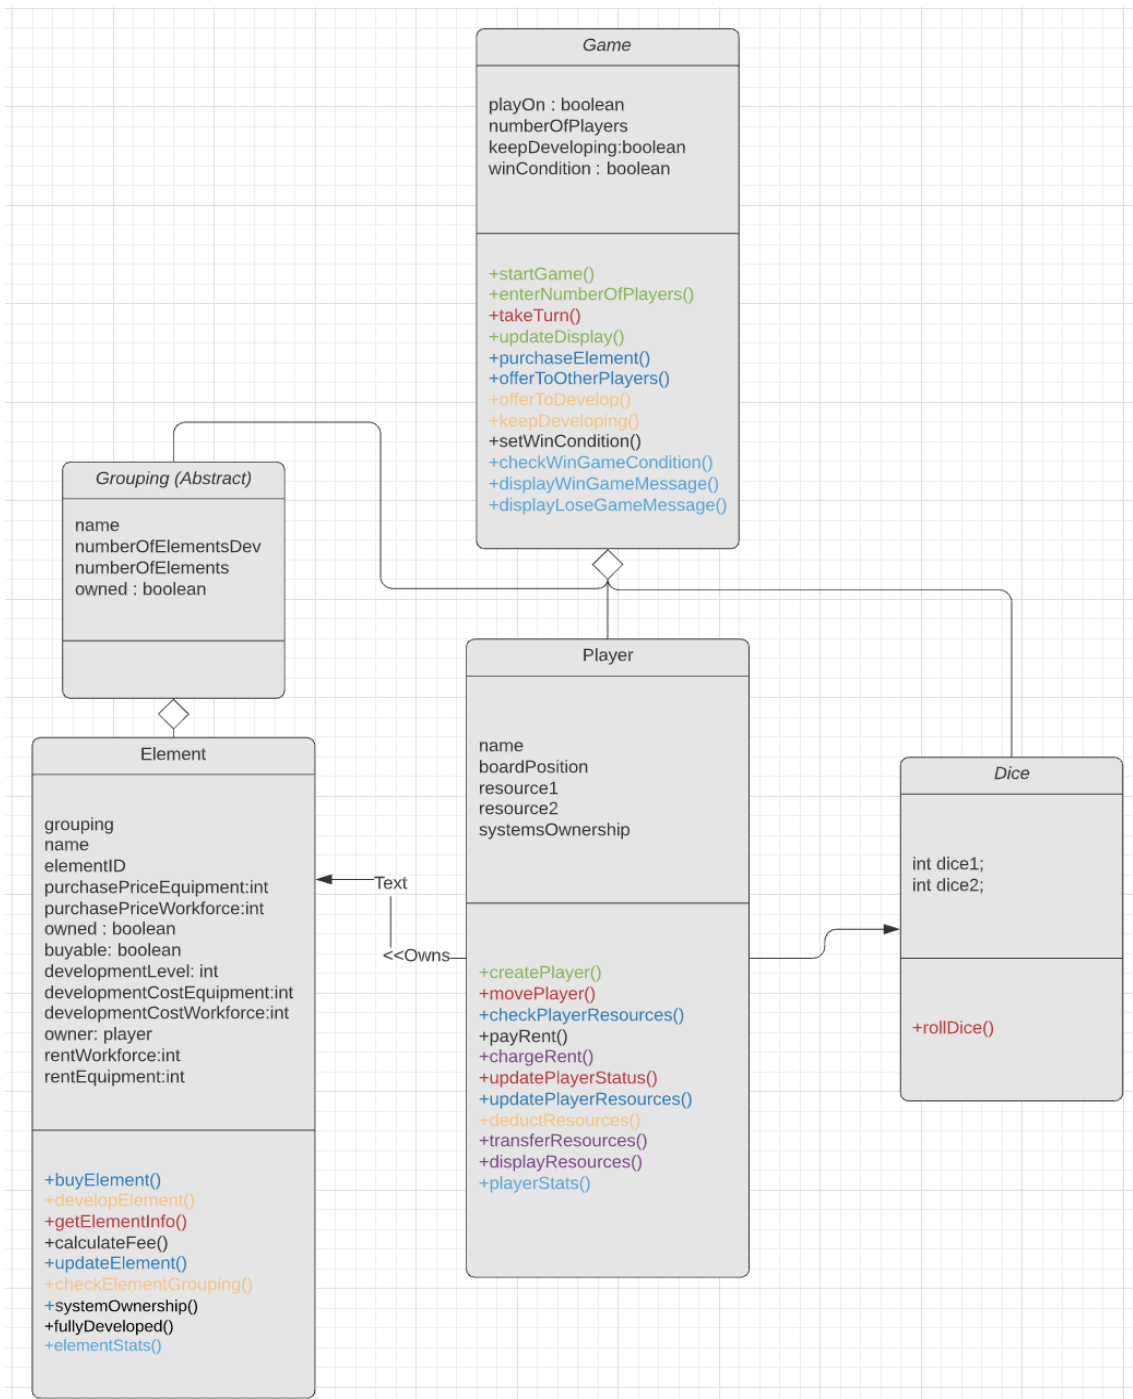 Game
playOn : boolean
numberOfPlayers
keepDeveloping:boolean
winCondition : boolean
+startGame()
+enterNumberOfPlayers()
+takeTurn()
+updateDisplay()
+purchaseElement()
+offerToOtherPlayers()
+offerToDevelop()
+keepDeveloping()
+setWinCondition()
+checkWinGameCondition()
+displayWinGameMessage()
+displayLoseGameMessage()
Grouping (Abstract)
name
numberOfElementsDev
numberOfElements
owned : boolean
Element
grouping
name
elementID
purchasePriceEquipment:int
purchasePriceWorkforce:int
owned : boolean
buyable: boolean
developmentLevel: int
developmentCostEquipment:int
developmentCostWorkforce:int
owner: player
rentWorkforce:int
rentEquipment:int
+buyElement()
+developElement()
+getElementInfo()
+calculateFee()
+updateElement()
+checkElementGrouping()
+systemOwnership()
+fullyDeveloped()
+elementStats()
Text
<<Owns
Player
name
boardPosition
resource1
resource2
systemsOwnership
+createPlayer()
+movePlayer()
+checkPlayerResources()
+payRent()
+chargeRent()
+updatePlayerStatus()
+updatePlayerResources()
+deductResources()
+transferResources()
+displayResources()
+playerStats()
Dice
int dice1;
int dice2;
+rollDice()